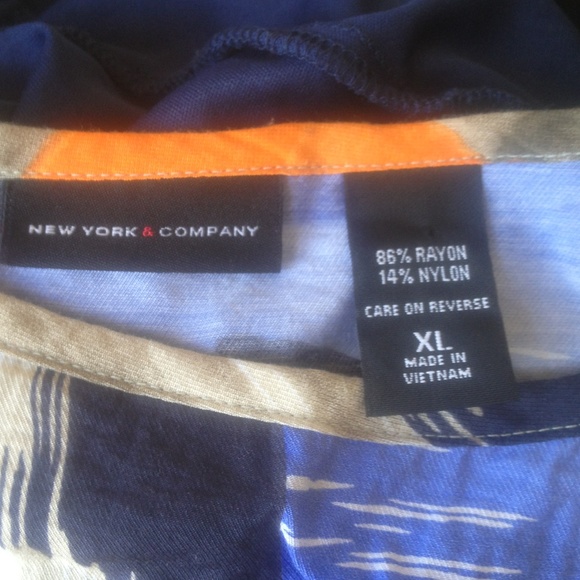 NEW YORK & COMPANY
86% RAYON
14% NYLON
CARE ON REVERSE
XL
MADE IN
VIETNAM